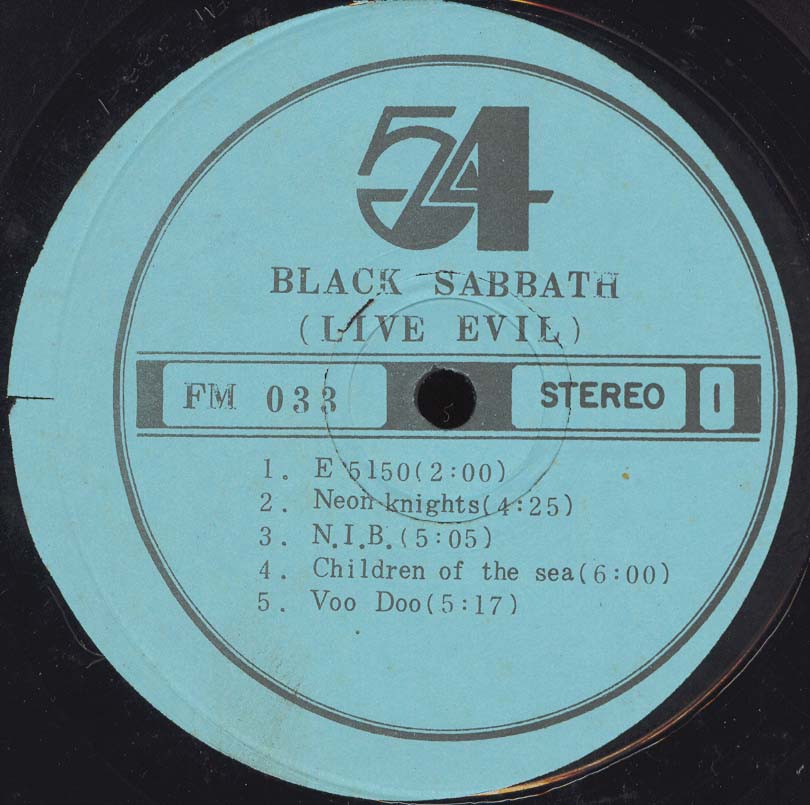 54
BLACK SABBATH
(LIVE EVIL)
FM 033 STEREO 1
1. E 5150(2:00)
2. Neon knights(4:25)
3. N.I.B.(5:05)
4. Children of the sea(6:00)
5. Voo Doo(5:17)